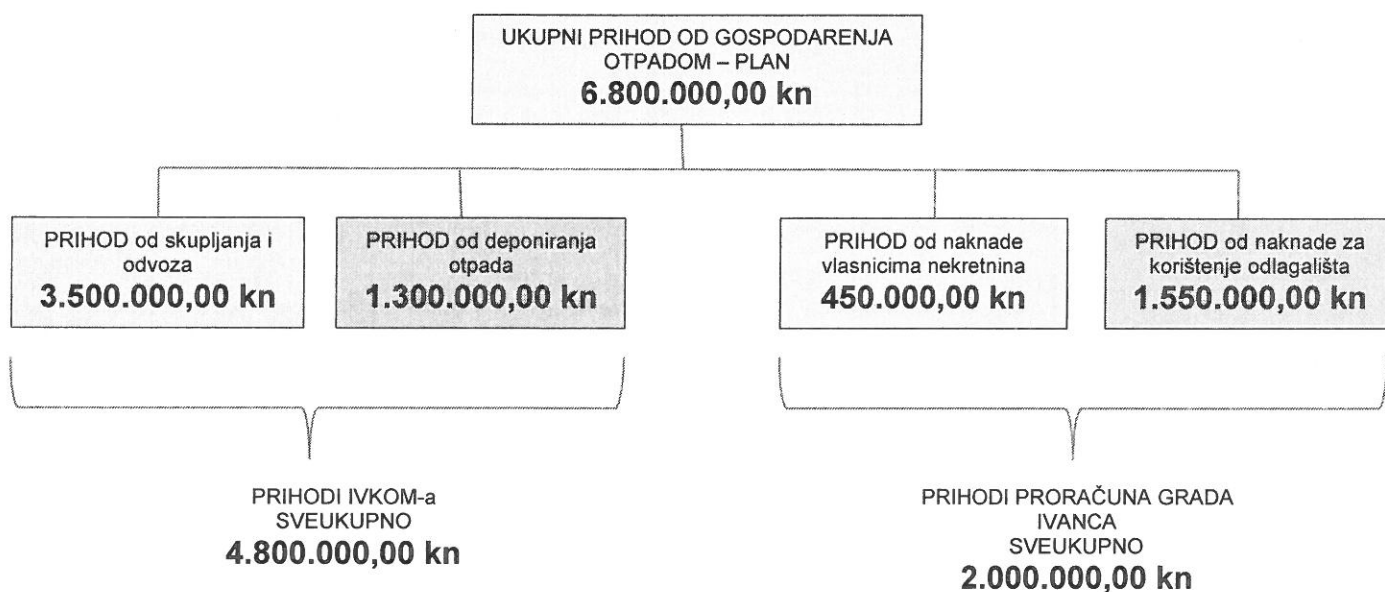 UKUPNI PRIHOD OD GOSPODARENJA
OTPADOM – PLAN
6.800.000,00 kn
PRIHOD od skupljanja i
odvoza
3.500.000,00 kn
PRIHOD od deponiranja
otpada
1.300.000,00 kn
PRIHOD od naknade
vlasnicima nekretnina
450.000,00 kn
PRIHOD od naknade za
korištenje odlagališta
1.550.000,00 kn
PRIHODI IVKOM-a
SVEUKUPNO
4.800.000,00 kn
PRIHODI PRORAČUNA GRADA
IVANCA
SVEUKUPNO
2.000.000,00 kn